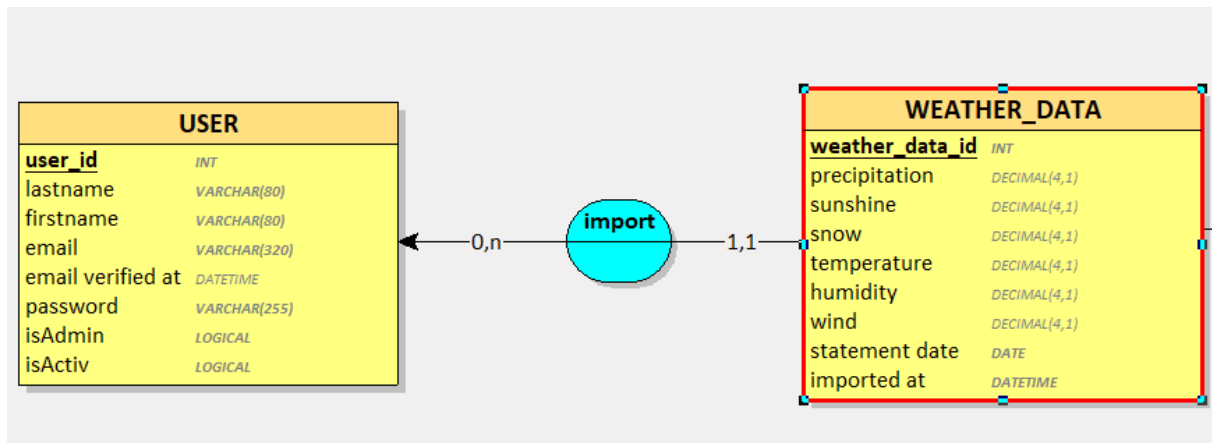 USER
user_id INT
lastname VARCHAR(80)
firstname VARCHAR(80)
email VARCHAR(320)
email verified at DATETIME
password VARCHAR(255)
isAdmin LOGICAL
isActiv LOGICAL
0,n
import
1,1
WEATHER_DATA
weather_data_id INT
precipitation DECIMAL(4,1)
sunshine DECIMAL(4,1)
snow DECIMAL(4,1)
temperature DECIMAL(4,1)
humidity DECIMAL(4,1)
wind DECIMAL(4,1)
statement date DATE
imported at DATETIME